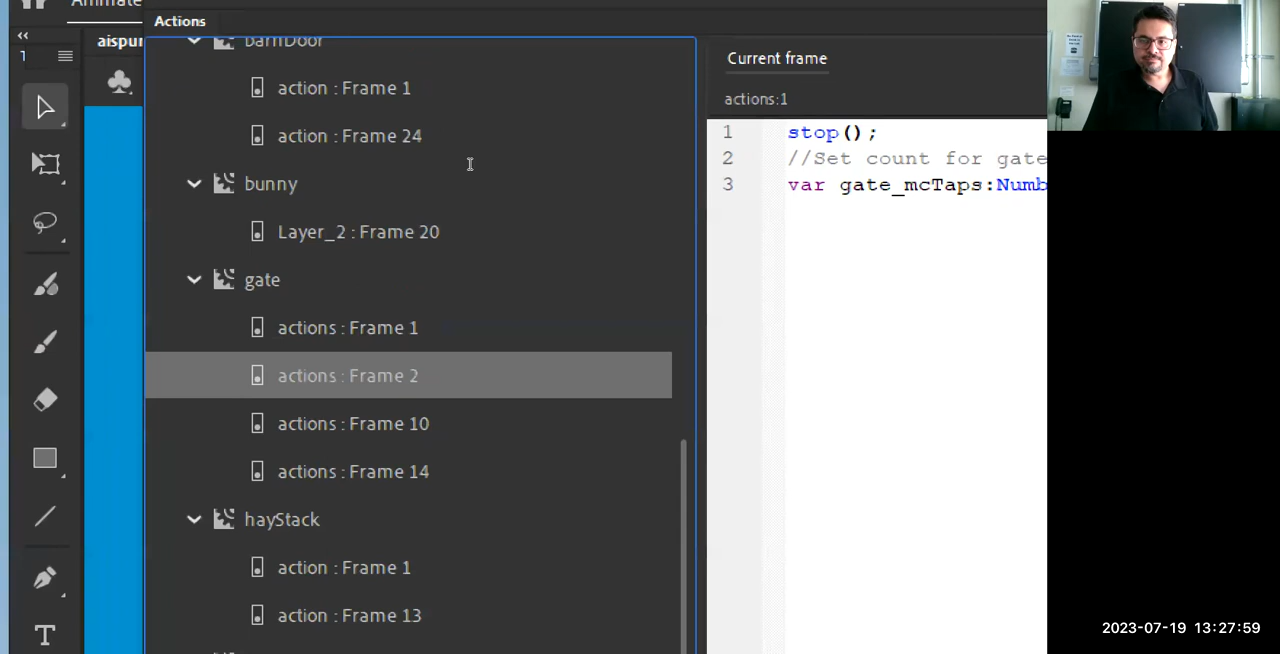 Animate
Actions
1
aispur
barnDoor
action : Frame 1
action : Frame 24
bunny
Layer_2 : Frame 20
gate
actions : Frame 1
actions : Frame 2
actions : Frame 10
actions : Frame 14
hayStack
action : Frame 1
action : Frame 13
Current frame
actions:1
1 stop();
2 //Set count for gate
3 var gate_mcTaps:Numb
2023-07-19 13:27:59